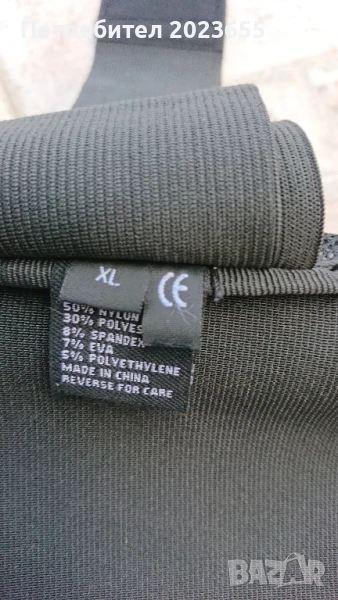 Потребител 2023655
XL
CE
50% NYLON
30% POLYES
8% SPANDEX
7% EVA
5% POLYETHYLENE
MADE IN CHINA
REVERSE FOR CARE
BAZAR